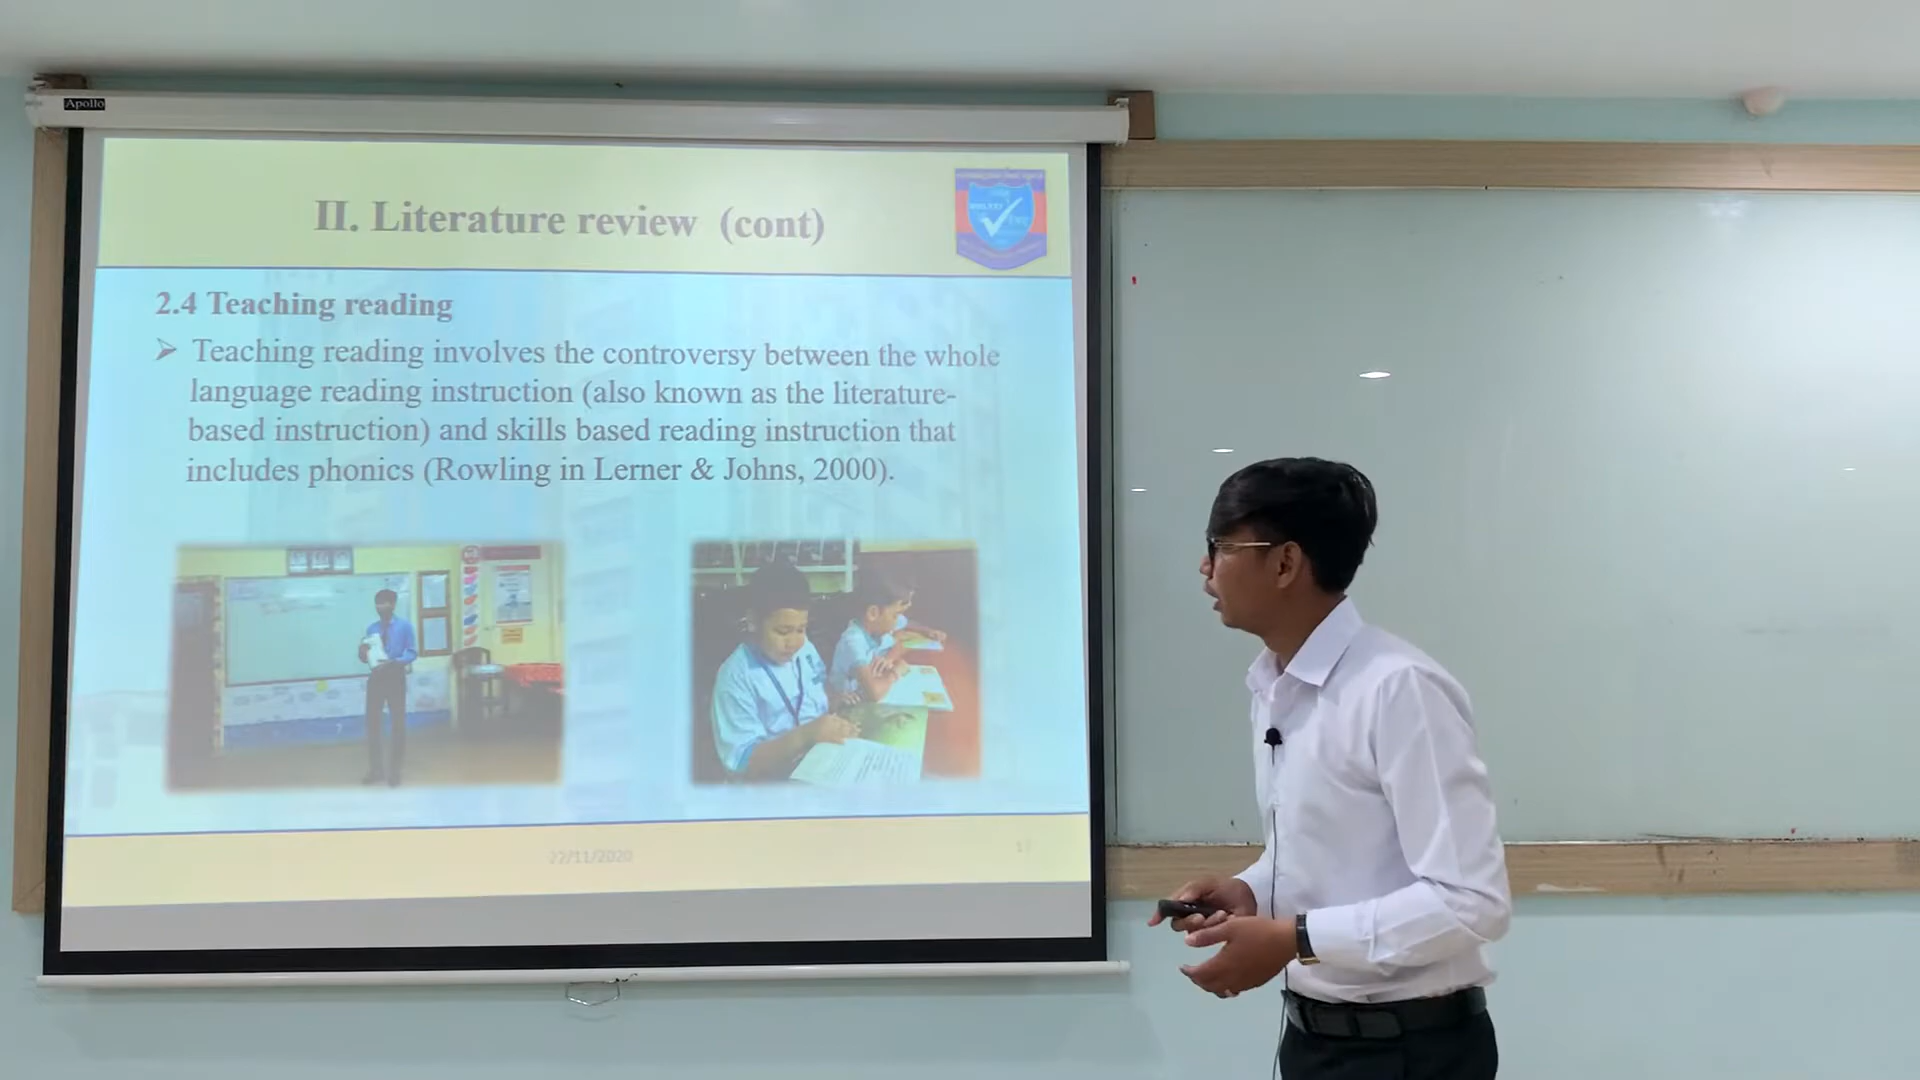 Apollo
II. Literature review (cont)
2.4 Teaching reading
➢ Teaching reading involves the controversy between the whole
language reading instruction (also known as the literature-
based instruction) and skills based reading instruction that
includes phonics (Rowling in Lerner & Johns, 2000).
22/11/2020